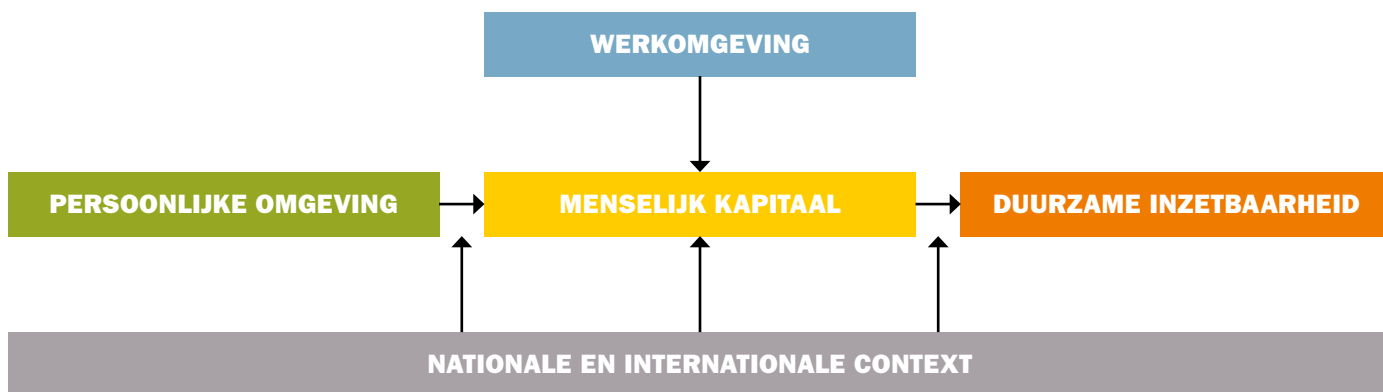 WERKOMGEVING
PERSOONLIJKE OMGEVING
MENSELIJK KAPITAAL
DUURZAME INZETBAARHEID
NATIONALE EN INTERNATIONALE CONTEXT